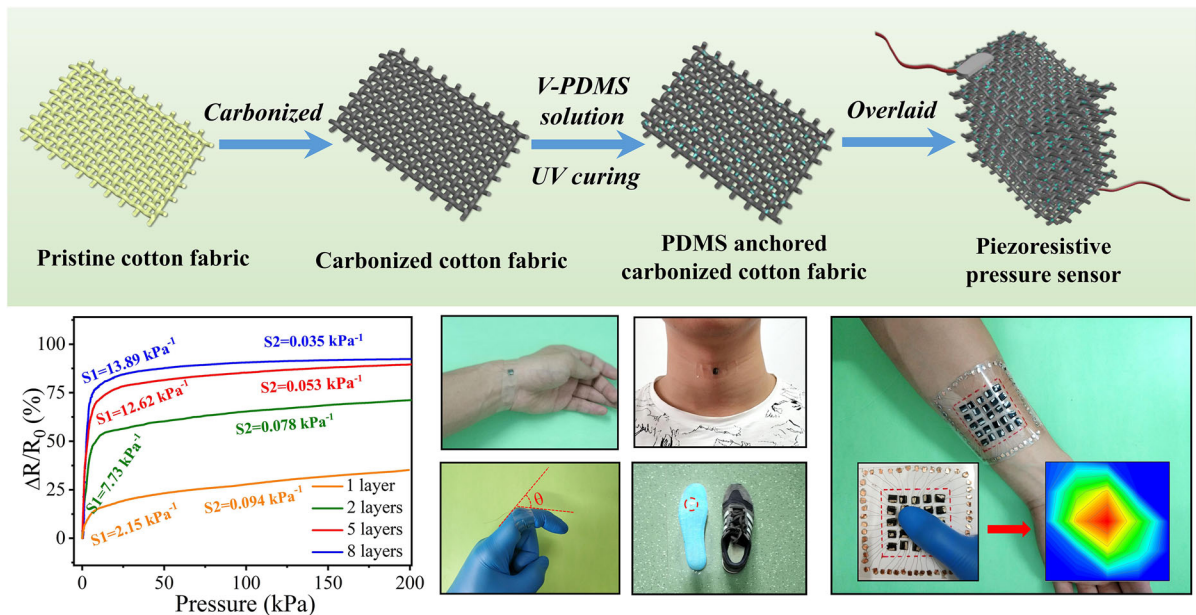 Carbonized
V-PDMS
solution
UV curing
Overlaid
Pristine cotton fabric
Carbonized cotton fabric
PDMS anchored
carbonized cotton fabric
Piezoresistive
pressure sensor
ΔR/R₀ (%)
100
75
50
25
0
S1=13.89 kPa⁻¹
S2=0.035 kPa⁻¹
S1=12.62 kPa⁻¹
S2=0.053 kPa⁻¹
S1=7.73 kPa⁻¹
S2=0.078 kPa⁻¹
S1=2.15 kPa⁻¹
S2=0.094 kPa⁻¹
1 layer
2 layers
5 layers
8 layers
0 50 100 150 200
Pressure (kPa)
θ